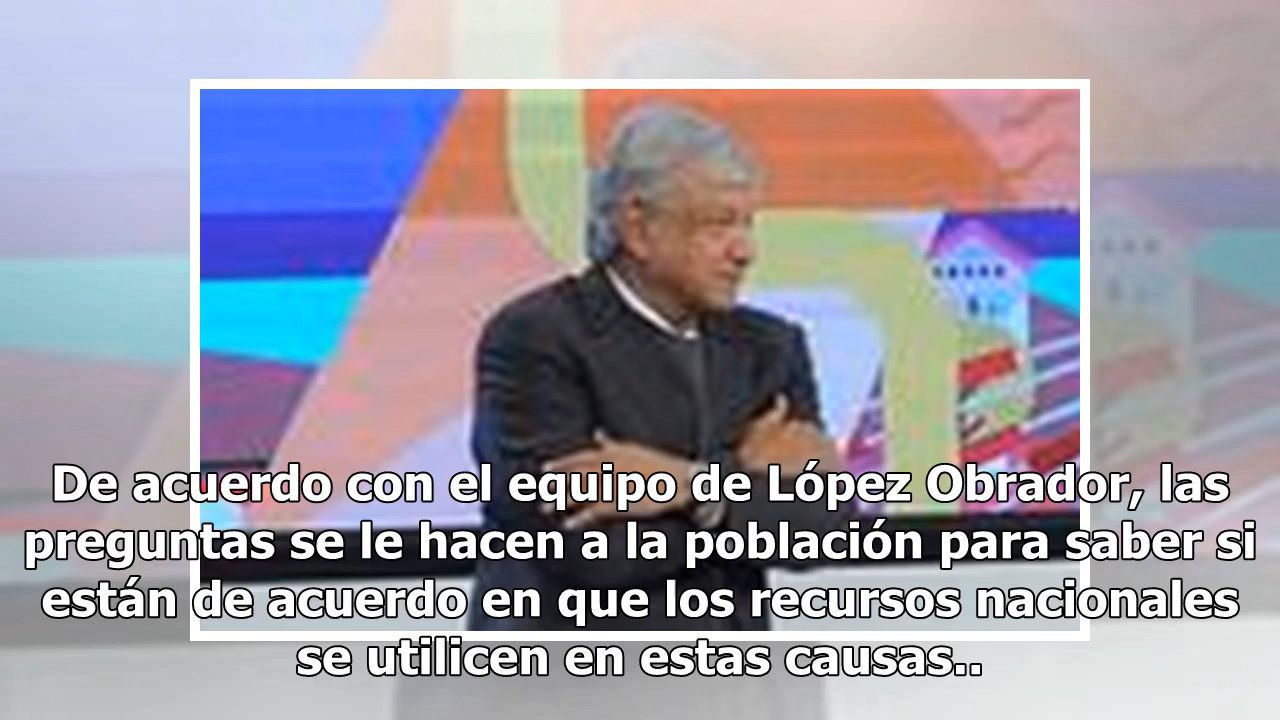 De acuerdo con el equipo de López Obrador, las
preguntas se le hacen a la población para saber si
están de acuerdo en que los recursos nacionales
se utilicen en estas causas..